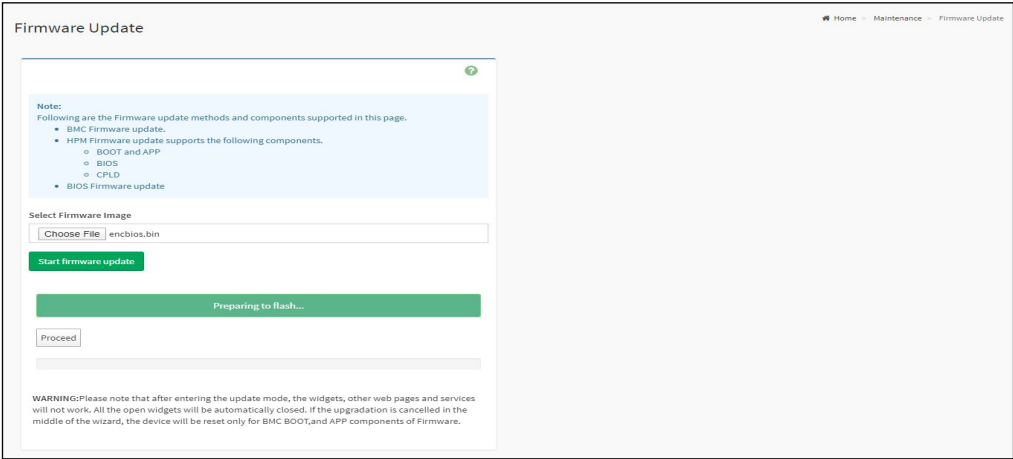 Firmware Update
Home
Maintenance
Firmware Update
Note:
Following are the Firmware update methods and components supported in this page.
BMC Firmware update.
HPM Firmware update supports the following components.
BOOT and APP
BIOS
CPLD
BIOS Firmware update
Select Firmware Image
Choose File encbios.bin
Start firmware update
Preparing to flash...
Proceed
WARNING:Please note that after entering the update mode, the widgets, other web pages and services
will not work. All the open widgets will be automatically closed. If the upgradation is cancelled in the
middle of the wizard, the device will be reset only for BMC BOOT,and APP components of Firmware.